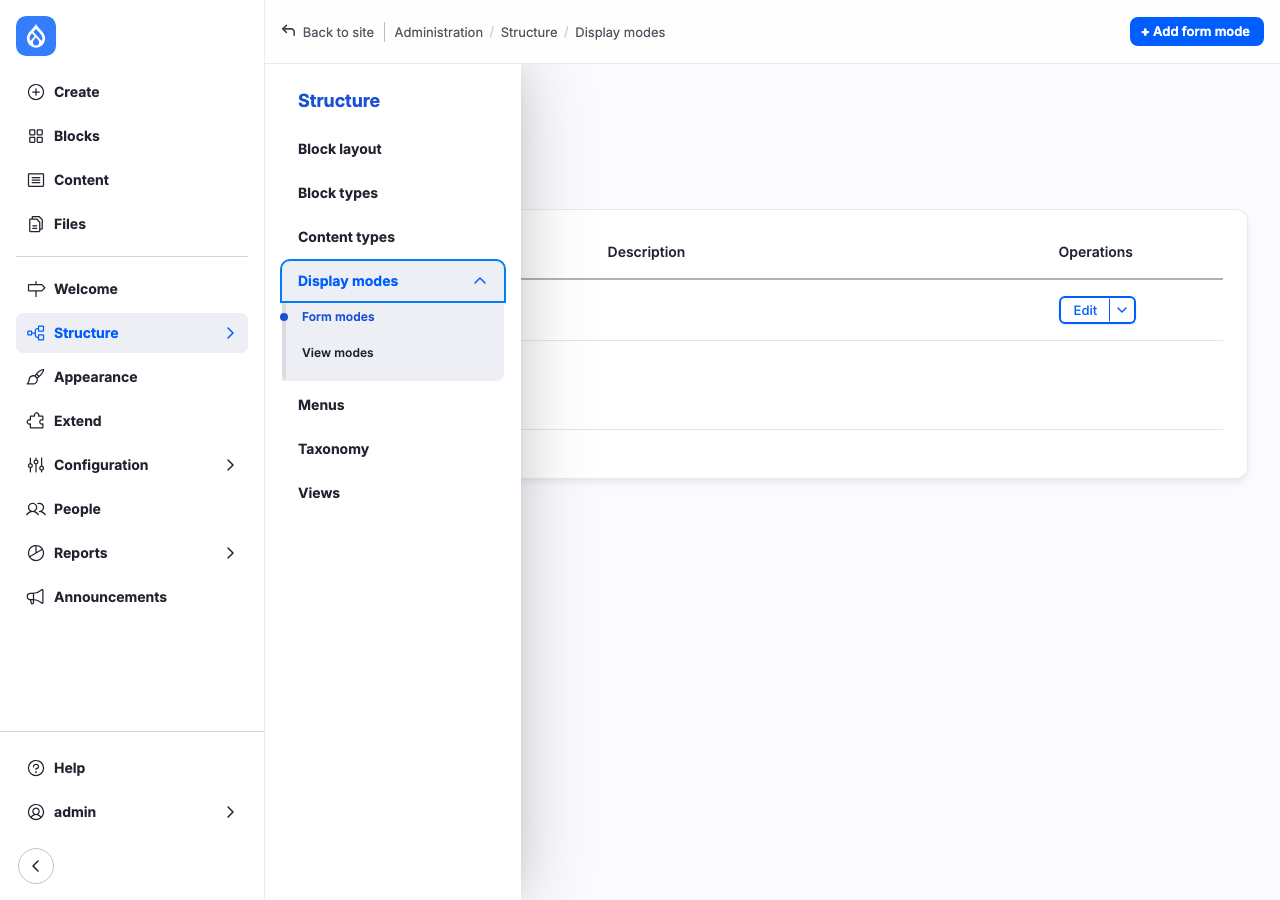 Back to site
Administration / Structure / Display modes
+ Add form mode
Create
Blocks
Content
Files
Welcome
Structure
Appearance
Extend
Configuration
People
Reports
Announcements
Help
admin
Structure
Block layout
Block types
Content types
Display modes
Form modes
View modes
Menus
Taxonomy
Views
Description
Operations
Edit